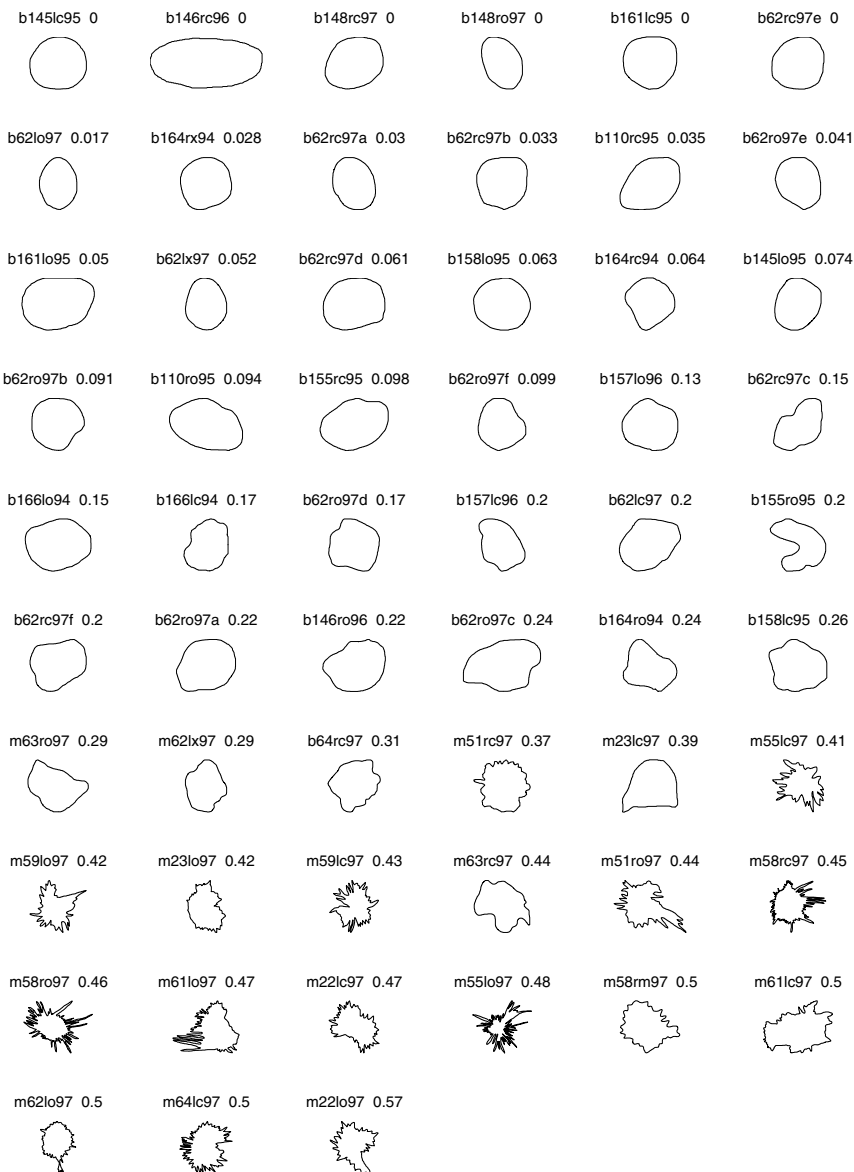 b145lc95 0 b146rc96 0 b148rc97 0 b148ro97 0 b161lc95 0 b62rc97e 0
b62lo97 0.017 b164rx94 0.028 b62rc97a 0.03 b62rc97b 0.033 b110rc95 0.035 b62ro97e 0.041
b161lo95 0.05 b62lx97 0.052 b62rc97d 0.061 b158lo95 0.063 b164rc94 0.064 b145lo95 0.074
b62ro97b 0.091 b110ro95 0.094 b155rc95 0.098 b62ro97f 0.099 b157lo96 0.13 b62rc97c 0.15
b166lo94 0.15 b166lc94 0.17 b62ro97d 0.17 b157lc96 0.2 b62lc97 0.2 b155ro95 0.2
b62rc97f 0.2 b62ro97a 0.22 b146ro96 0.22 b62ro97c 0.24 b164ro94 0.24 b158lc95 0.26
m63ro97 0.29 m62lx97 0.29 b64rc97 0.31 m51rc97 0.37 m23lc97 0.39 m55lc97 0.41
m59lo97 0.42 m23lo97 0.42 m59lc97 0.43 m63rc97 0.44 m51ro97 0.44 m58rc97 0.45
m58ro97 0.46 m61lo97 0.47 m22lc97 0.47 m55lo97 0.48 m58rm97 0.5 m61lc97 0.5
m62lo97 0.5 m64lc97 0.5 m22lo97 0.57